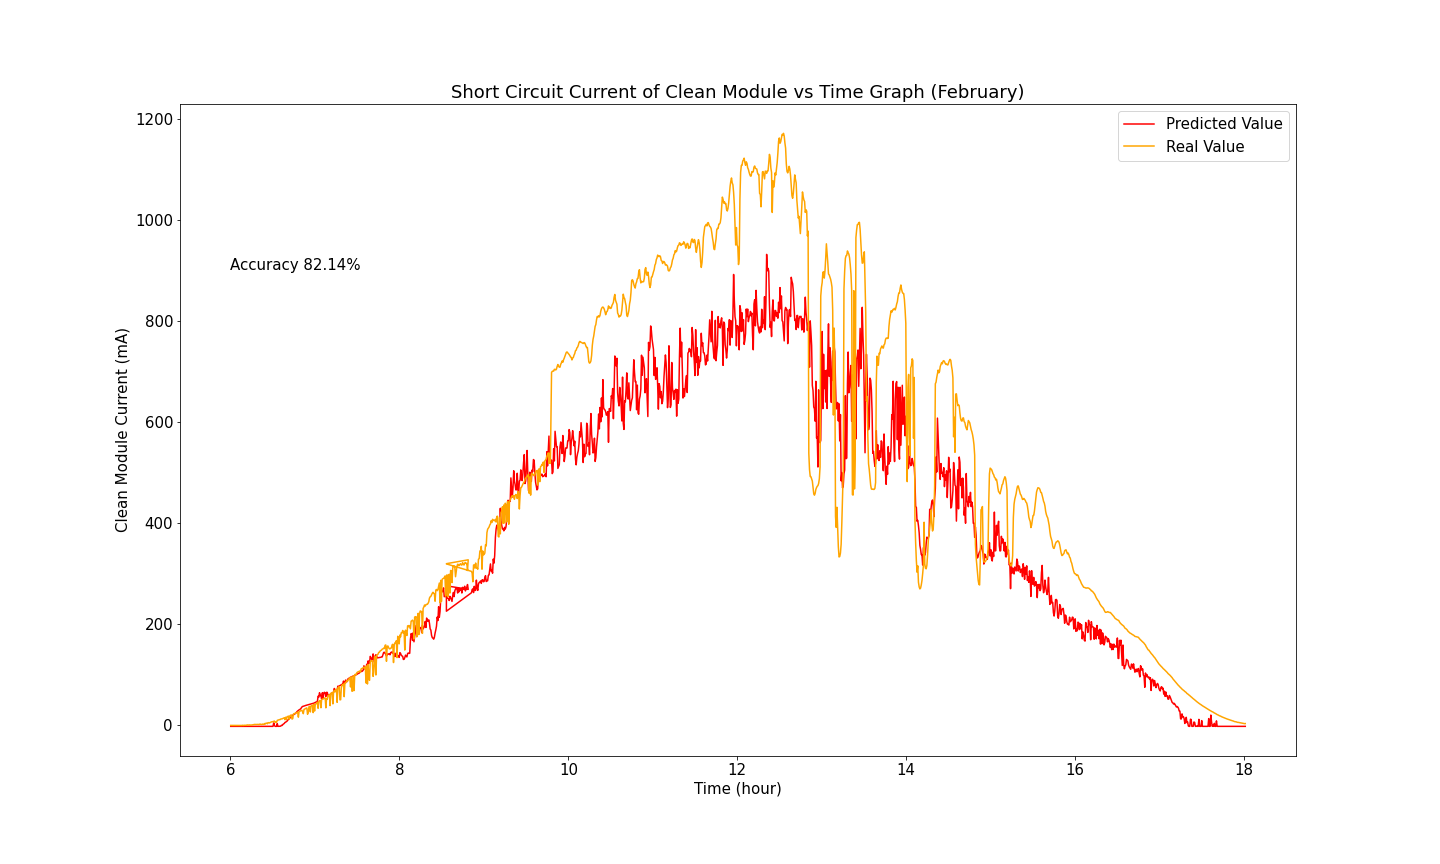 Short Circuit Current of Clean Module vs Time Graph (February)
Predicted Value
Real Value
Accuracy 82.14%
Clean Module Current (mA)
1200
1000
800
600
400
200
0
6 8 10 12 14 16 18
Time (hour)